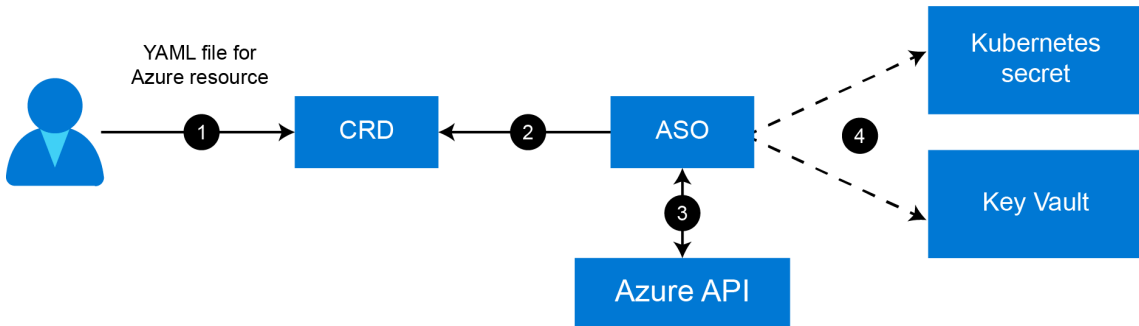 YAML file for
Azure resource
1
CRD
2
ASO
3
Azure API
4
Kubernetes
secret
Key Vault